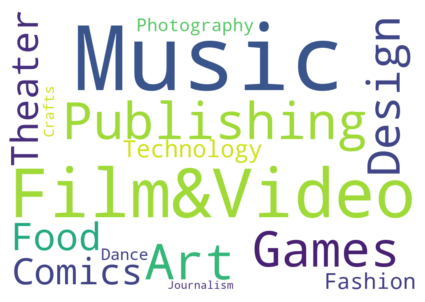 Photography
Theater
Music
Design
Crafts
Publishing
Technology
Film&Video
Food
Games
Dance
Art
Comics
Fashion
Journalism